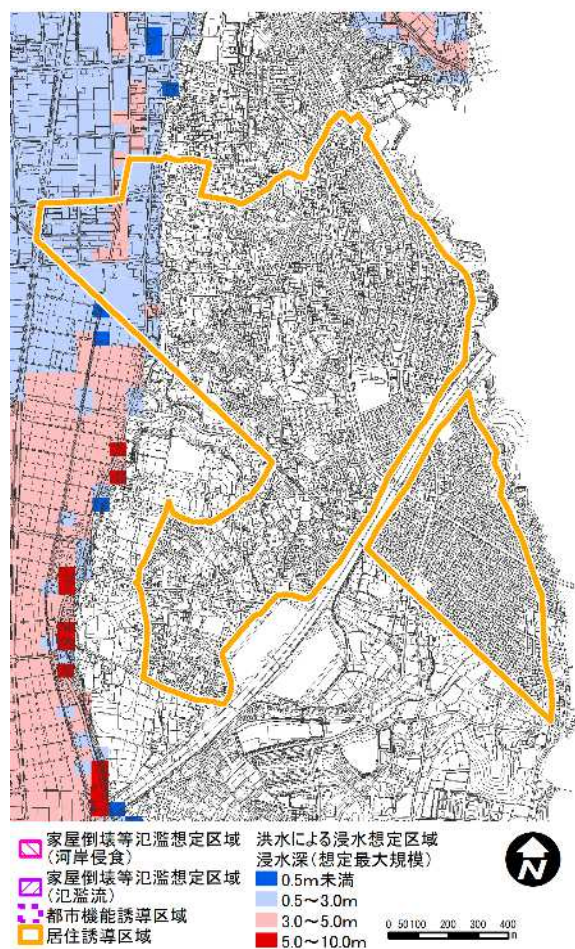 家屋倒壊等氾濫想定区域
(河岸侵食)
家屋倒壊等氾濫想定区域
(氾濫流)
都市機能誘導区域
居住誘導区域
洪水による浸水想定区域
浸水深(想定最大規模)
0.5m未満
0.5～3.0m
3.0～5.0m
5.0～10.0m
N
0 50 100 200 300 400
m